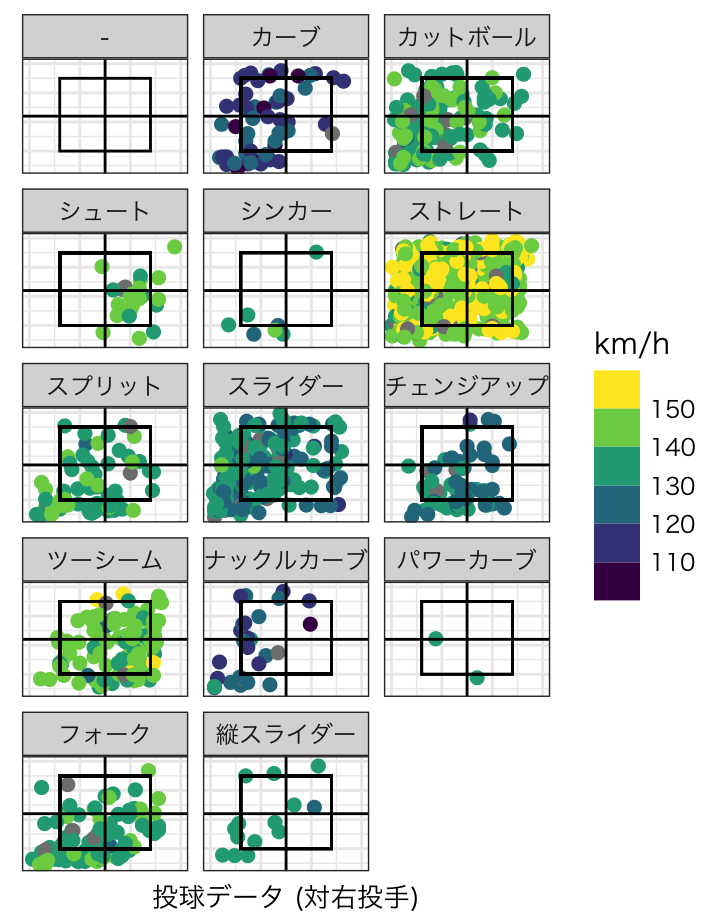 -
カーブ
カットボール
シュート
シンカー
ストレート
スプリット
スライダー
チェンジアップ
ツーシーム
ナックルカーブ
パワーカーブ
フォーク
縦スライダー
km/h
150
140
130
120
110
投球データ (対右投手)